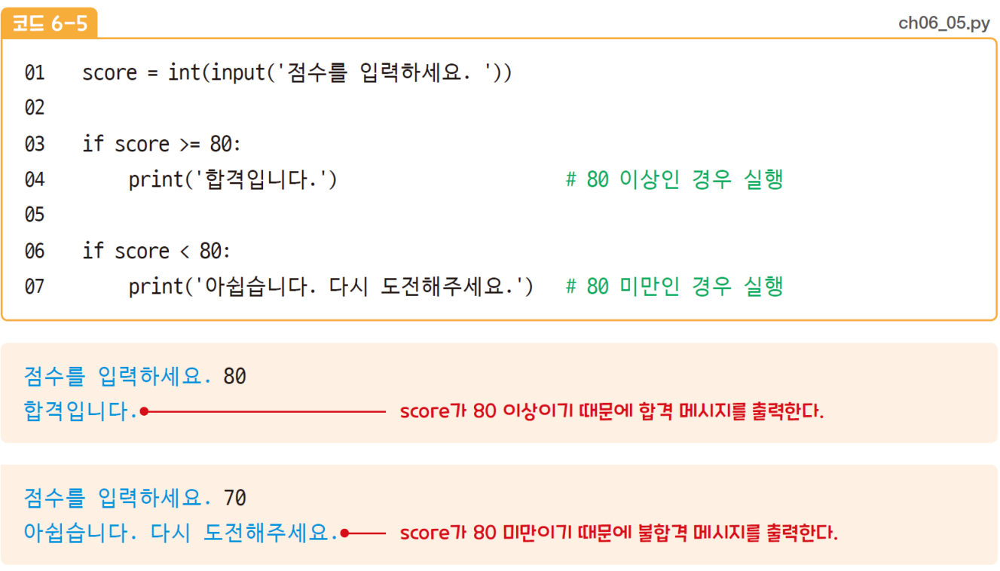 코드 6-5
ch06_05.py
01 score = int(input('점수를 입력하세요. '))
02
03 if score >= 80:
04     print('합격입니다.') # 80 이상인 경우 실행
05
06 if score < 80:
07     print('아쉽습니다. 다시 도전해주세요.') # 80 미만인 경우 실행
점수를 입력하세요. 80
합격입니다. score가 80 이상이기 때문에 합격 메시지를 출력한다.
점수를 입력하세요. 70
아쉽습니다. 다시 도전해주세요. score가 80 미만이기 때문에 불합격 메시지를 출력한다.